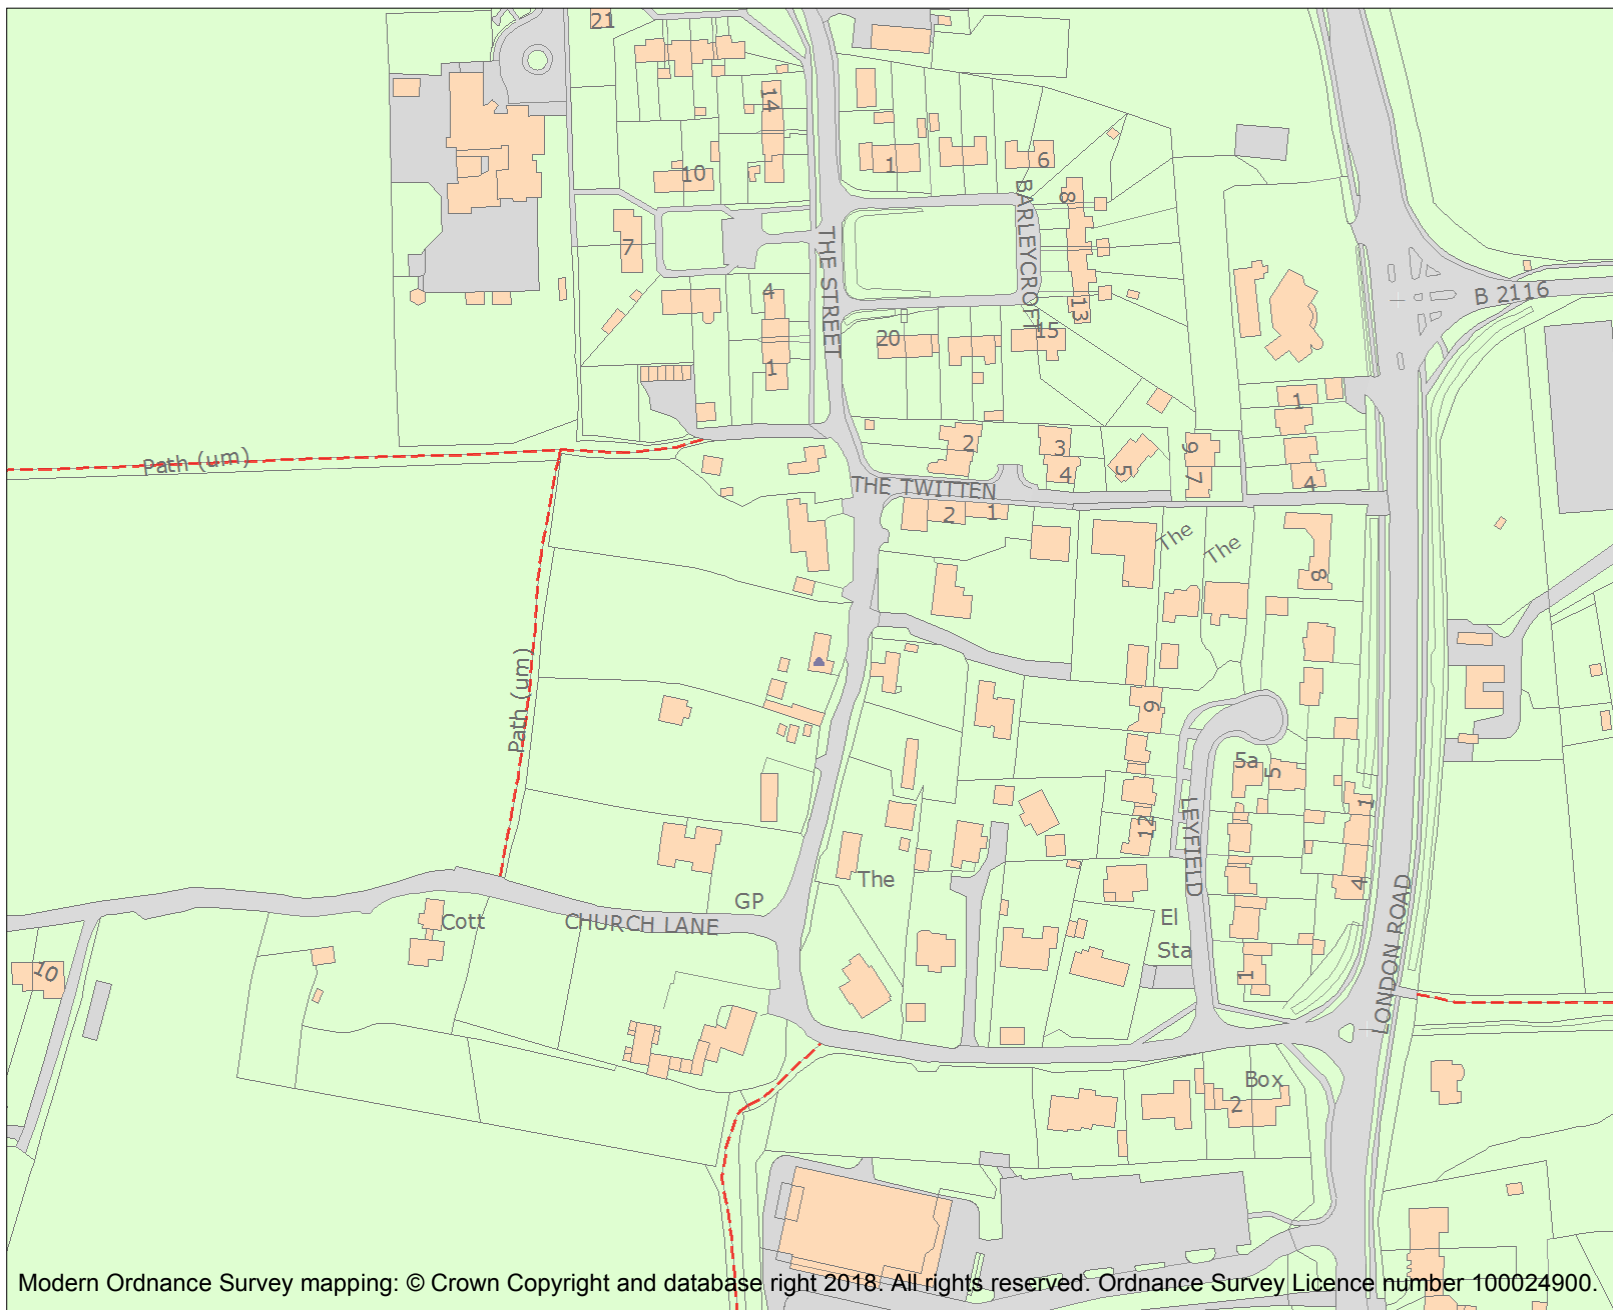 21
14
10
1
6
BARLEYCROFT
8
7
THE STREET
4
13
B 2116
20
15
1
1
Path (um)
2
3
4
5
6
7
4
THE TWITTEN
2
1
The
The
8
Path (um)
9
5a
5
1
12
LEYFIELD
4
The
GP
Cott
CHURCH LANE
El
Sta
10
1
LONDON ROAD
Box
2
Modern Ordnance Survey mapping: © Crown Copyright and database right 2018. All rights reserved. Ordnance Survey Licence number 100024900.